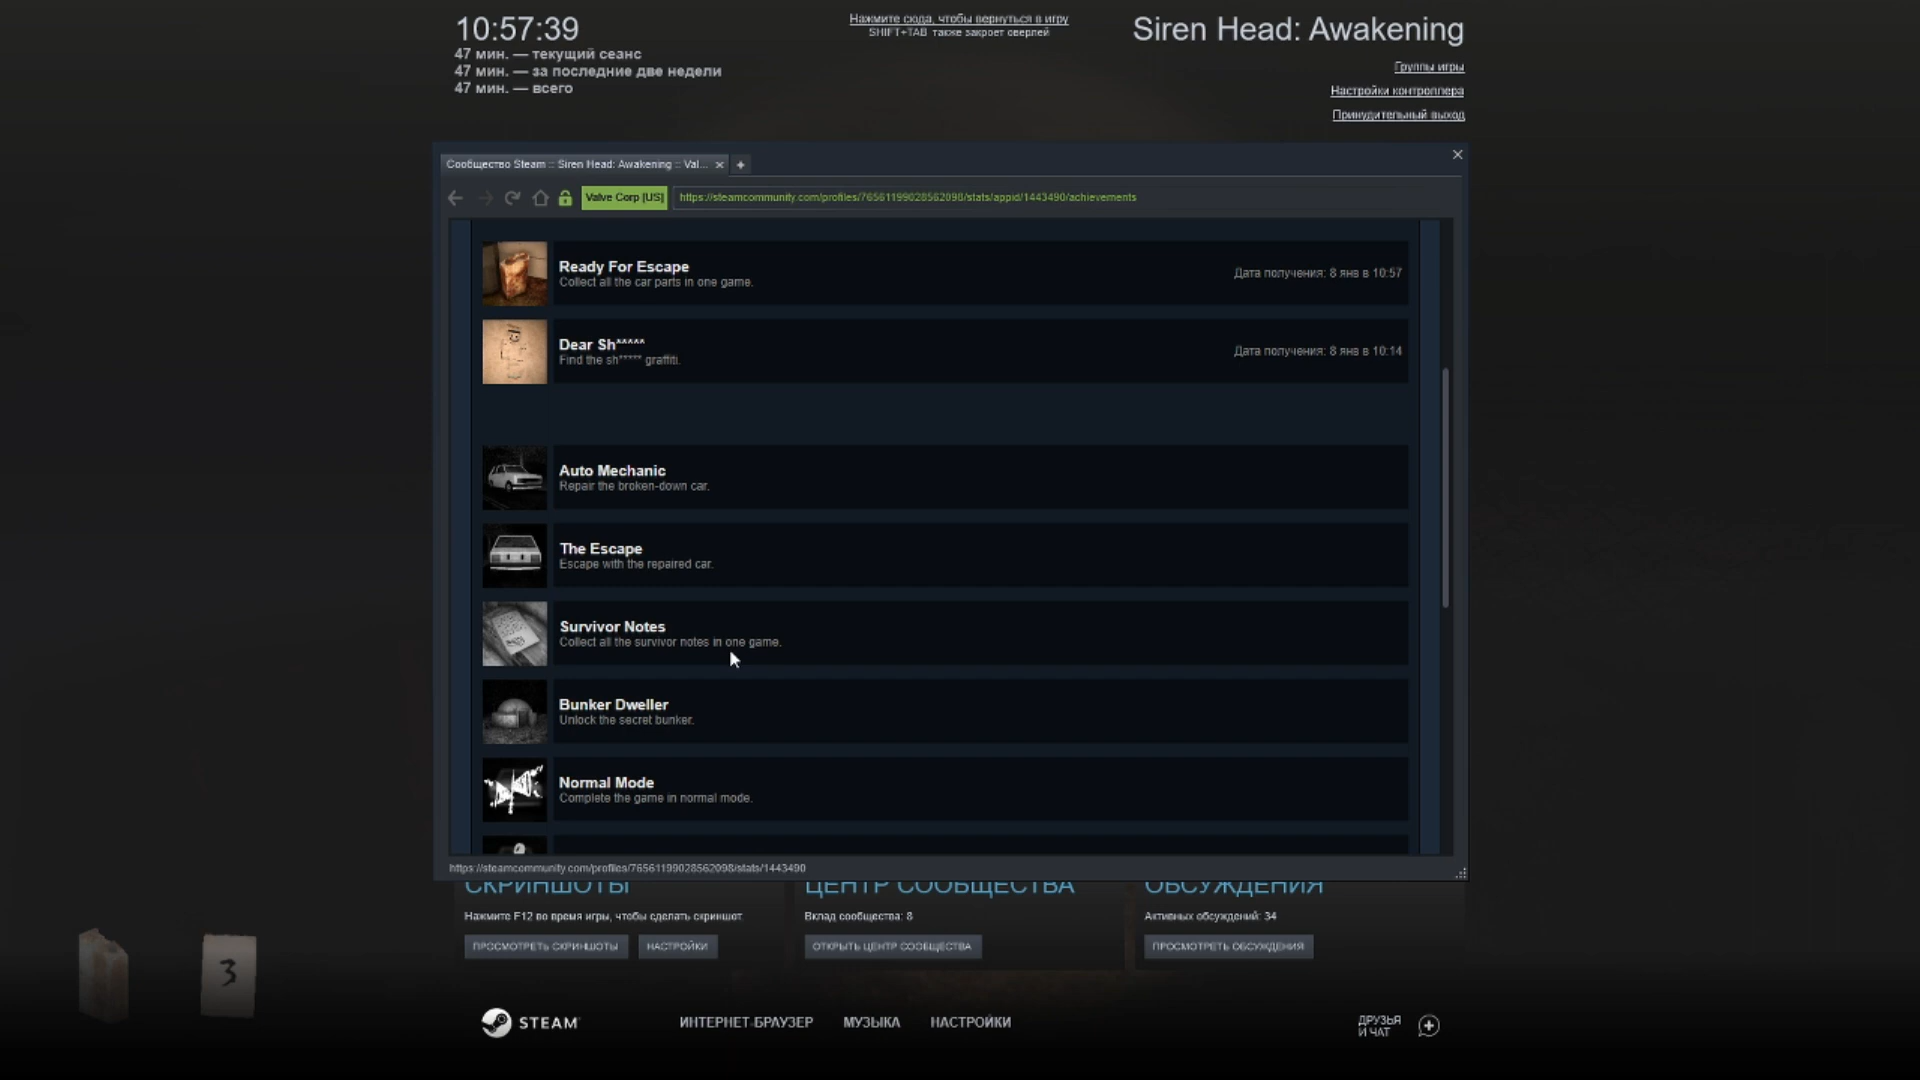 10:57:39
47 мин. — текущий сеанс
47 мин. — за последние две недели
47 мин. — всего
Нажмите сюда, чтобы вернуться в игру
SHIFT+TAB также закроет оверлей
Siren Head: Awakening
Группы игры
Настройки контроллера
Принудительный выход
Сообщество Steam :: Siren Head: Awakening :: Val...
Valve Corp [US]
https://steamcommunity.com/profiles/76561199028562098/stats/appid/1443490/achievements
Ready For Escape
Collect all the car parts in one game.
Дата получения: 8 янв в 10:57
Dear Sh*****
Find the sh***** graffiti.
Дата получения: 8 янв в 10:14
Auto Mechanic
Repair the broken-down car.
The Escape
Escape with the repaired car.
Survivor Notes
Collect all the survivor notes in one game.
Bunker Dweller
Unlock the secret bunker.
Normal Mode
Complete the game in normal mode.
https://steamcommunity.com/profiles/76561199028562098/stats/1443490
СКРИНШОТЫ
Нажмите F12 во время игры, чтобы сделать скриншот
ПРОСМОТРЕТЬ СКРИНШОТЫ
НАСТРОЙКИ
ЦЕНТР СООБЩЕСТВА
Вклад сообщества: 8
ОТКРЫТЬ ЦЕНТР СООБЩЕСТВА
ОБСУЖДЕНИЯ
Активных обсуждений: 34
ПРОСМОТРЕТЬ ОБСУЖДЕНИЯ
3
STEAM
ИНТЕРНЕТ-БРАУЗЕР
МУЗЫКА
НАСТРОЙКИ
ДРУЗЬЯ
И ЧАТ